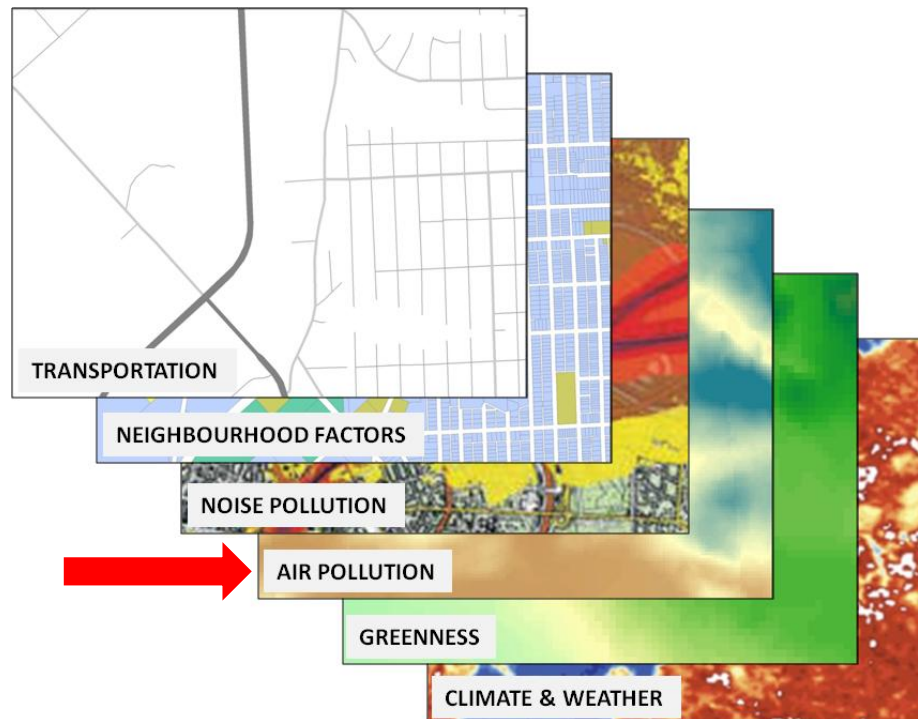 TRANSPORTATION
NEIGHBOURHOOD FACTORS
NOISE POLLUTION
AIR POLLUTION
GREENNESS
CLIMATE & WEATHER